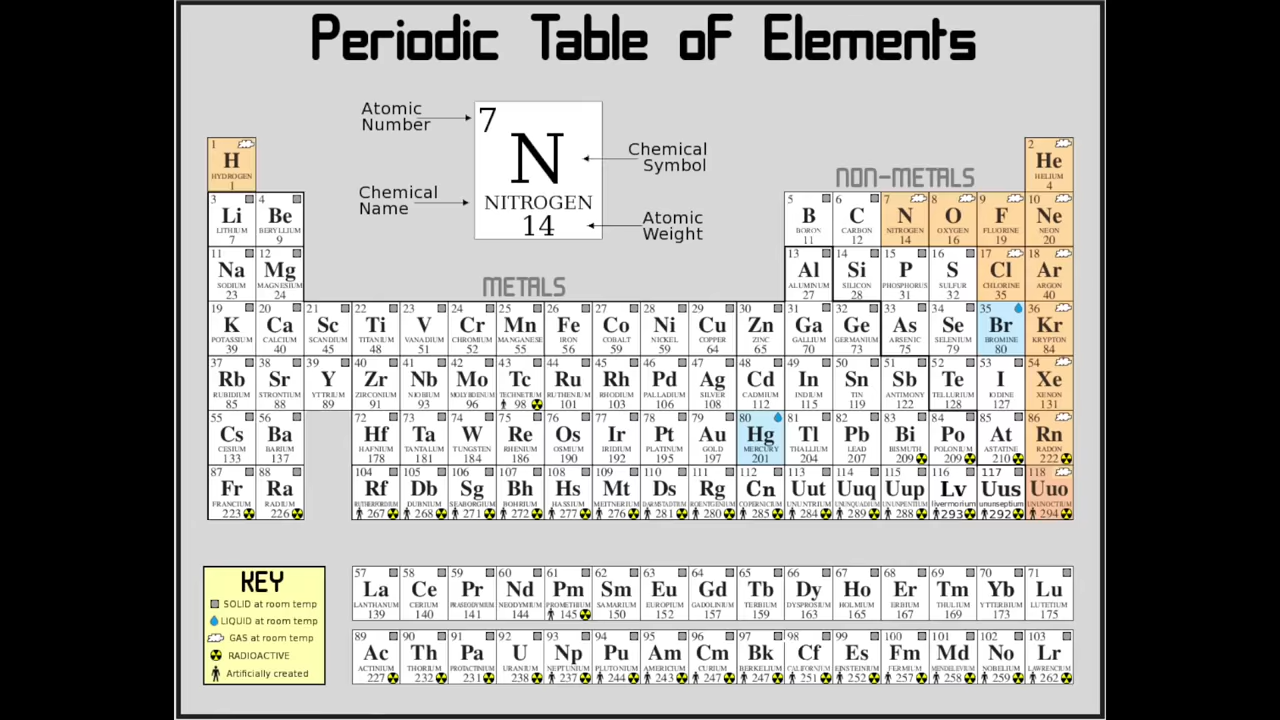 Periodic Table of Elements
Atomic Number
7
N
NITROGEN
14
Chemical Symbol
Chemical Name
Atomic Weight
NON-METALS
METALS
1 H HYDROGEN 1
2 He HELIUM 4
3 Li LITHIUM 7
4 Be BERYLLIUM 9
5 B BORON 11
6 C CARBON 12
7 N NITROGEN 14
8 O OXYGEN 16
9 F FLUORINE 19
10 Ne NEON 20
11 Na SODIUM 23
12 Mg MAGNESIUM 24
13 Al ALUMINUM 27
14 Si SILICON 28
15 P PHOSPHORUS 31
16 S SULFUR 32
17 Cl CHLORINE 35
18 Ar ARGON 40
19 K POTASSIUM 39
20 Ca CALCIUM 40
21 Sc SCANDIUM 45
22 Ti TITANIUM 48
23 V VANADIUM 51
24 Cr CHROMIUM 52
25 Mn MANGANESE 55
26 Fe IRON 56
27 Co COBALT 59
28 Ni NICKEL 59
29 Cu COPPER 64
30 Zn ZINC 65
31 Ga GALLIUM 70
32 Ge GERMANIUM 73
33 As ARSENIC 75
34 Se SELENIUM 79
35 Br BROMINE 80
36 Kr KRYPTON 84
37 Rb RUBIDIUM 85
38 Sr STRONTIUM 88
39 Y YTTRIUM 89
40 Zr ZIRCONIUM 91
41 Nb NIOBIUM 93
42 Mo MOLYBDENUM 96
43 Tc TECHNETIUM 98
44 Ru RUTHENIUM 101
45 Rh RHODIUM 103
46 Pd PALLADIUM 106
47 Ag SILVER 108
48 Cd CADMIUM 112
49 In INDIUM 115
50 Sn TIN 119
51 Sb ANTIMONY 122
52 Te TELLURIUM 128
53 I IODINE 127
54 Xe XENON 131
55 Cs CESIUM 133
56 Ba BARIUM 137
72 Hf HAFNIUM 178
73 Ta TANTALUM 181
74 W TUNGSTEN 184
75 Re RHENIUM 186
76 Os OSMIUM 190
77 Ir IRIDIUM 192
78 Pt PLATINUM 195
79 Au GOLD 197
80 Hg MERCURY 201
81 Tl THALLIUM 204
82 Pb LEAD 207
83 Bi BISMUTH 209
84 Po POLONIUM 209
85 At ASTATINE 210
86 Rn RADON 222
87 Fr FRANCIUM 223
88 Ra RADIUM 226
104 Rf RUTHERFORDIUM 267
105 Db DUBNIUM 268
106 Sg SEABORGIUM 271
107 Bh BOHRIUM 272
108 Hs HASSIUM 277
109 Mt MEITNERIUM 276
110 Ds DARMSTADTIUM 281
111 Rg ROENTGENIUM 280
112 Cn COPERNICUM 285
113 Uut UNUNTRIUM 284
114 Uuq UNUNQUADIUM 289
115 Uup UNUNPENTIUM 288
116 Lv livermorium 293
117 Uus ununseptium 292
118 Uuo UNUNOCTIUM 294
KEY
SOLID at room temp
LIQUID at room temp
GAS at room temp
RADIOACTIVE
Artificially created
57 La LANTHANUM 139
58 Ce CERIUM 140
59 Pr PRASEODYMIUM 141
60 Nd NEODYMIUM 144
61 Pm PROMETHIUM 145
62 Sm SAMARIUM 150
63 Eu EUROPIUM 152
64 Gd GADOLINIUM 157
65 Tb TERBIUM 159
66 Dy DYSPROSIUM 163
67 Ho HOLMIUM 165
68 Er ERBIUM 167
69 Tm THULIUM 169
70 Yb YTTERBIUM 173
71 Lu LUTETIUM 175
89 Ac ACTINIUM 227
90 Th THORIUM 232
91 Pa PROTACTINIUM 231
92 U URANIUM 238
93 Np NEPTUNIUM 237
94 Pu PLUTONIUM 244
95 Am AMERICIUM 243
96 Cm CURIUM 247
97 Bk BERKELIUM 247
98 Cf CALIFORNIUM 251
99 Es EINSTEINIUM 252
100 Fm FERMIUM 257
101 Md MENDELEVIUM 258
102 No NOBELIUM 259
103 Lr LAWRENCIUM 262